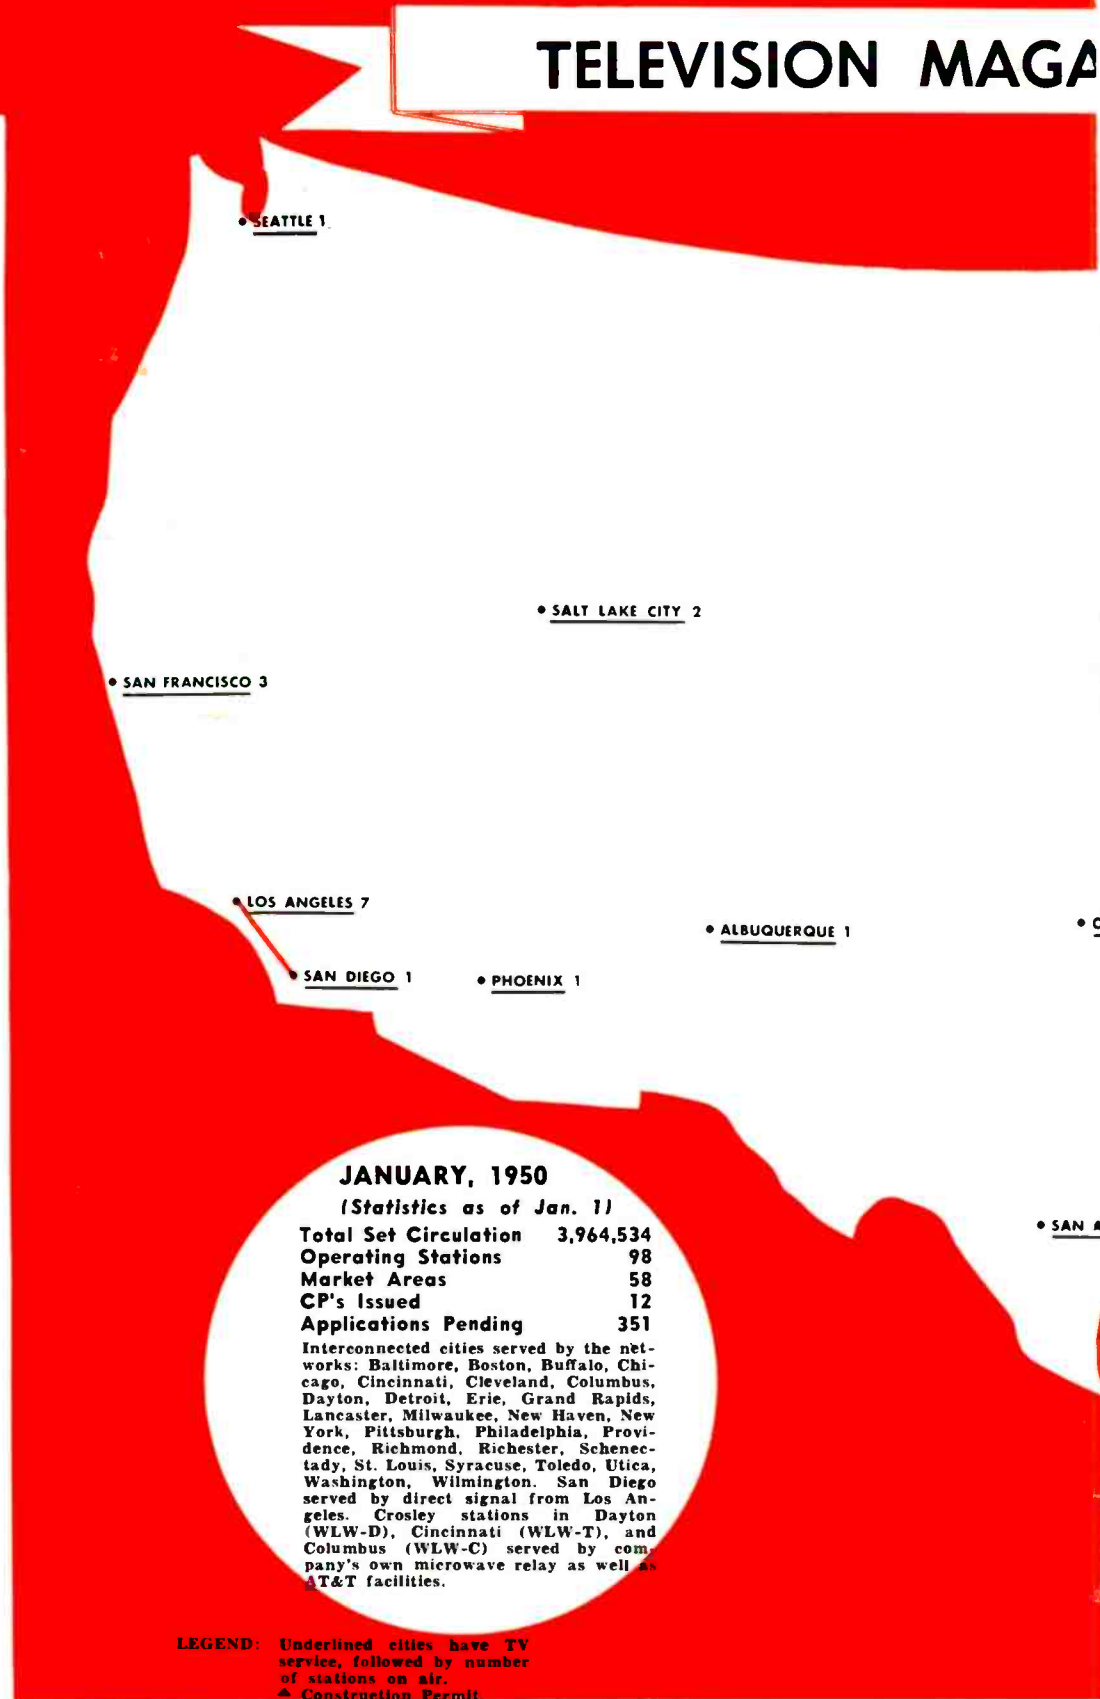 TELEVISION MAGA
SEATTLE 1
SALT LAKE CITY 2
SAN FRANCISCO 3
LOS ANGELES 7
ALBUQUERQUE 1
SAN DIEGO 1
PHOENIX 1
JANUARY, 1950
(Statistics as of Jan. 1)
SAN
Total Set Circulation 3,964,534
Operating Stations 98
Market Areas 58
CP's Issued 12
Applications Pending 351
Interconnected cities served by the net-
works: Baltimore, Boston, Buffalo, Chi-
cago, Cincinnati, Cleveland, Columbus,
Dayton, Detroit, Erie, Grand Rapids,
Lancaster, Milwaukee, New Haven, New
York, Pittsburgh, Philadelphia, Provi-
dence, Richmond, Richester, Schenec-
tady, St. Louis, Syracuse, Toledo, Utica,
Washington, Wilmington. San Diego
served by direct signal from Los An-
geles. Crosley stations in Dayton
(WLW-D), Cincinnati (WLW-T), and
Columbus (WLW-C) served by com-
pany's own microwave relay as well as
AT&T facilities.
LEGEND: Underlined cities have TV
service, followed by number
of stations on air.
▲ Construction Permit